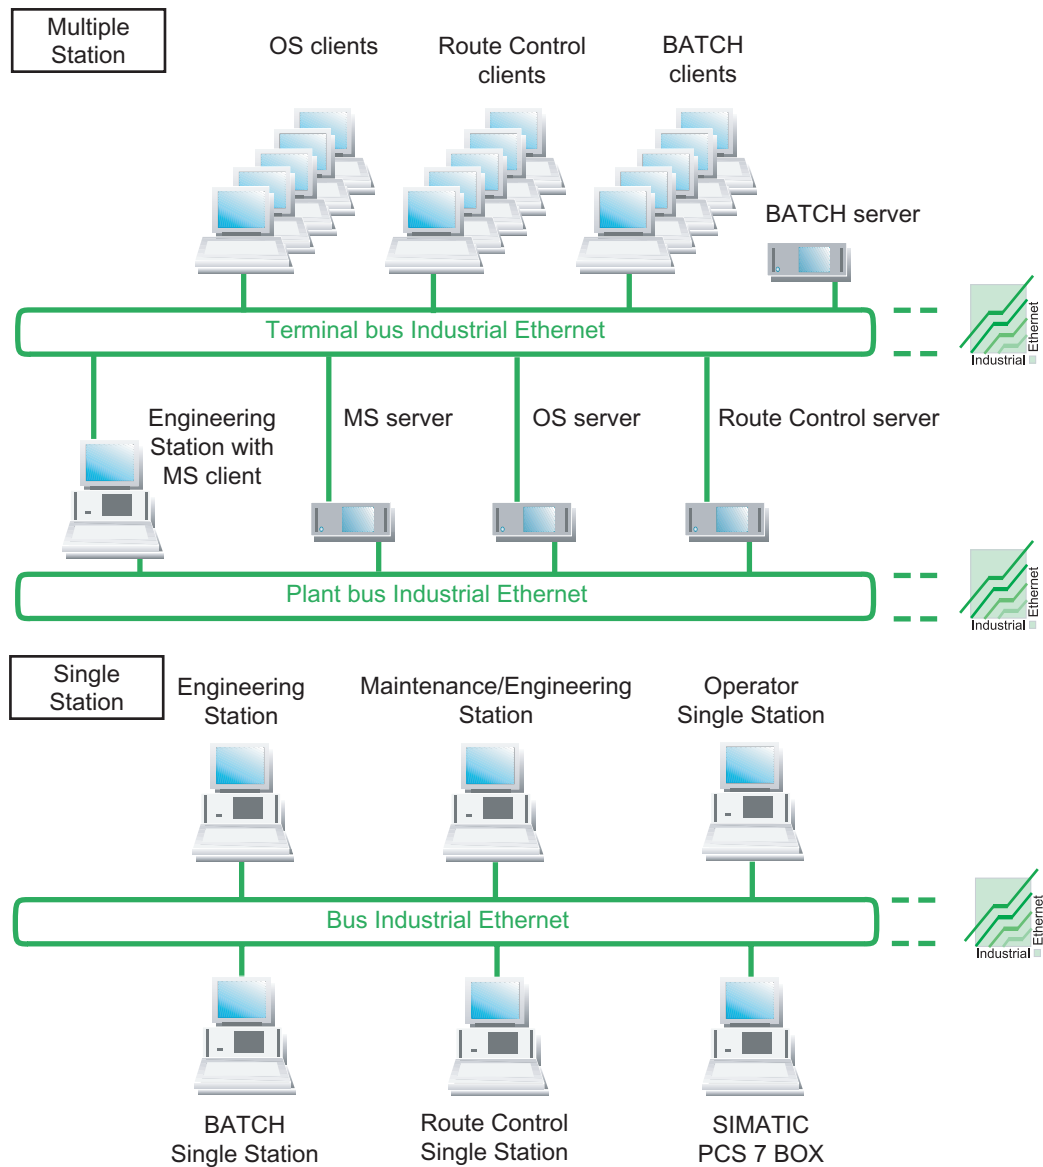 Multiple
Station
OS clients
Route Control
clients
BATCH
clients
BATCH server
Terminal bus Industrial Ethernet
Industrial
Ethernet
Engineering
Station with
MS client
MS server
OS server
Route Control server
Plant bus Industrial Ethernet
Industrial
Ethernet
Single
Station
Engineering
Station
Maintenance/Engineering
Station
Operator
Single Station
Bus Industrial Ethernet
Industrial
Ethernet
BATCH
Single Station
Route Control
Single Station
SIMATIC
PCS 7 BOX